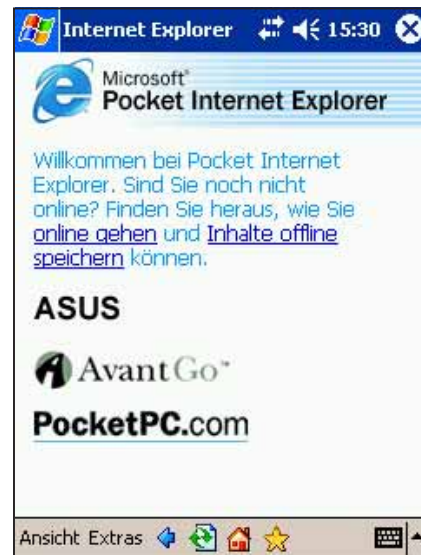 Internet Explorer 15:30
Microsoft®
Pocket Internet Explorer
Willkommen bei Pocket Internet
Explorer. Sind Sie noch nicht
online? Finden Sie heraus, wie Sie
online gehen und Inhalte offline
speichern können.
ASUS
AvantGo™
PocketPC.com
Ansicht Extras